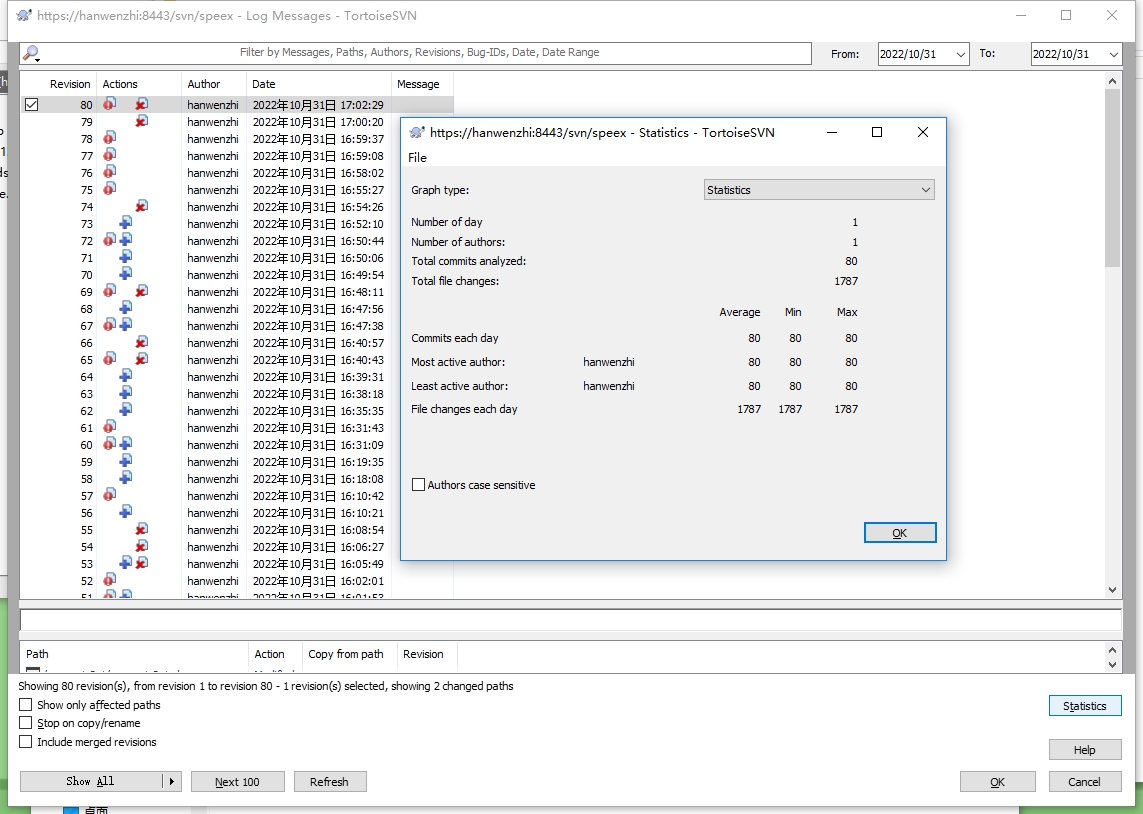 https://hanwenzhi:8443/svn/speex - Log Messages - TortoiseSVN
Filter by Messages, Paths, Authors, Revisions, Bug-IDs, Date, Date Range
From: 2022/10/31 To: 2022/10/31
Revision Actions Author Date Message
80 hanwenzhi 2022年10月31日 17:02:29
79 hanwenzhi 2022年10月31日 17:00:20
78 hanwenzhi 2022年10月31日 16:59:37
77 hanwenzhi 2022年10月31日 16:59:08
76 hanwenzhi 2022年10月31日 16:58:02
75 hanwenzhi 2022年10月31日 16:55:27
74 hanwenzhi 2022年10月31日 16:54:26
73 hanwenzhi 2022年10月31日 16:52:10
72 hanwenzhi 2022年10月31日 16:50:44
71 hanwenzhi 2022年10月31日 16:50:06
70 hanwenzhi 2022年10月31日 16:49:54
69 hanwenzhi 2022年10月31日 16:48:11
68 hanwenzhi 2022年10月31日 16:47:56
67 hanwenzhi 2022年10月31日 16:47:38
66 hanwenzhi 2022年10月31日 16:40:57
65 hanwenzhi 2022年10月31日 16:40:43
64 hanwenzhi 2022年10月31日 16:39:31
63 hanwenzhi 2022年10月31日 16:38:18
62 hanwenzhi 2022年10月31日 16:35:35
61 hanwenzhi 2022年10月31日 16:31:43
60 hanwenzhi 2022年10月31日 16:31:09
59 hanwenzhi 2022年10月31日 16:19:35
58 hanwenzhi 2022年10月31日 16:18:08
57 hanwenzhi 2022年10月31日 16:10:42
56 hanwenzhi 2022年10月31日 16:10:21
55 hanwenzhi 2022年10月31日 16:08:54
54 hanwenzhi 2022年10月31日 16:06:27
53 hanwenzhi 2022年10月31日 16:05:49
52 hanwenzhi 2022年10月31日 16:02:01
51 hanwenzhi 2022年10月31日 16:01:53
https://hanwenzhi:8443/svn/speex - Statistics - TortoiseSVN
File
Graph type: Statistics
Number of day 1
Number of authors: 1
Total commits analyzed: 80
Total file changes: 1787
Average Min Max
Commits each day 80 80 80
Most active author: hanwenzhi 80 80 80
Least active author: hanwenzhi 80 80 80
File changes each day 1787 1787 1787
Authors case sensitive
OK
Path Action Copy from path Revision
Showing 80 revision(s), from revision 1 to revision 80 - 1 revision(s) selected, showing 2 changed paths
Show only affected paths
Stop on copy/rename
Include merged revisions
Statistics
Help
Show All Next 100 Refresh OK Cancel
桌面